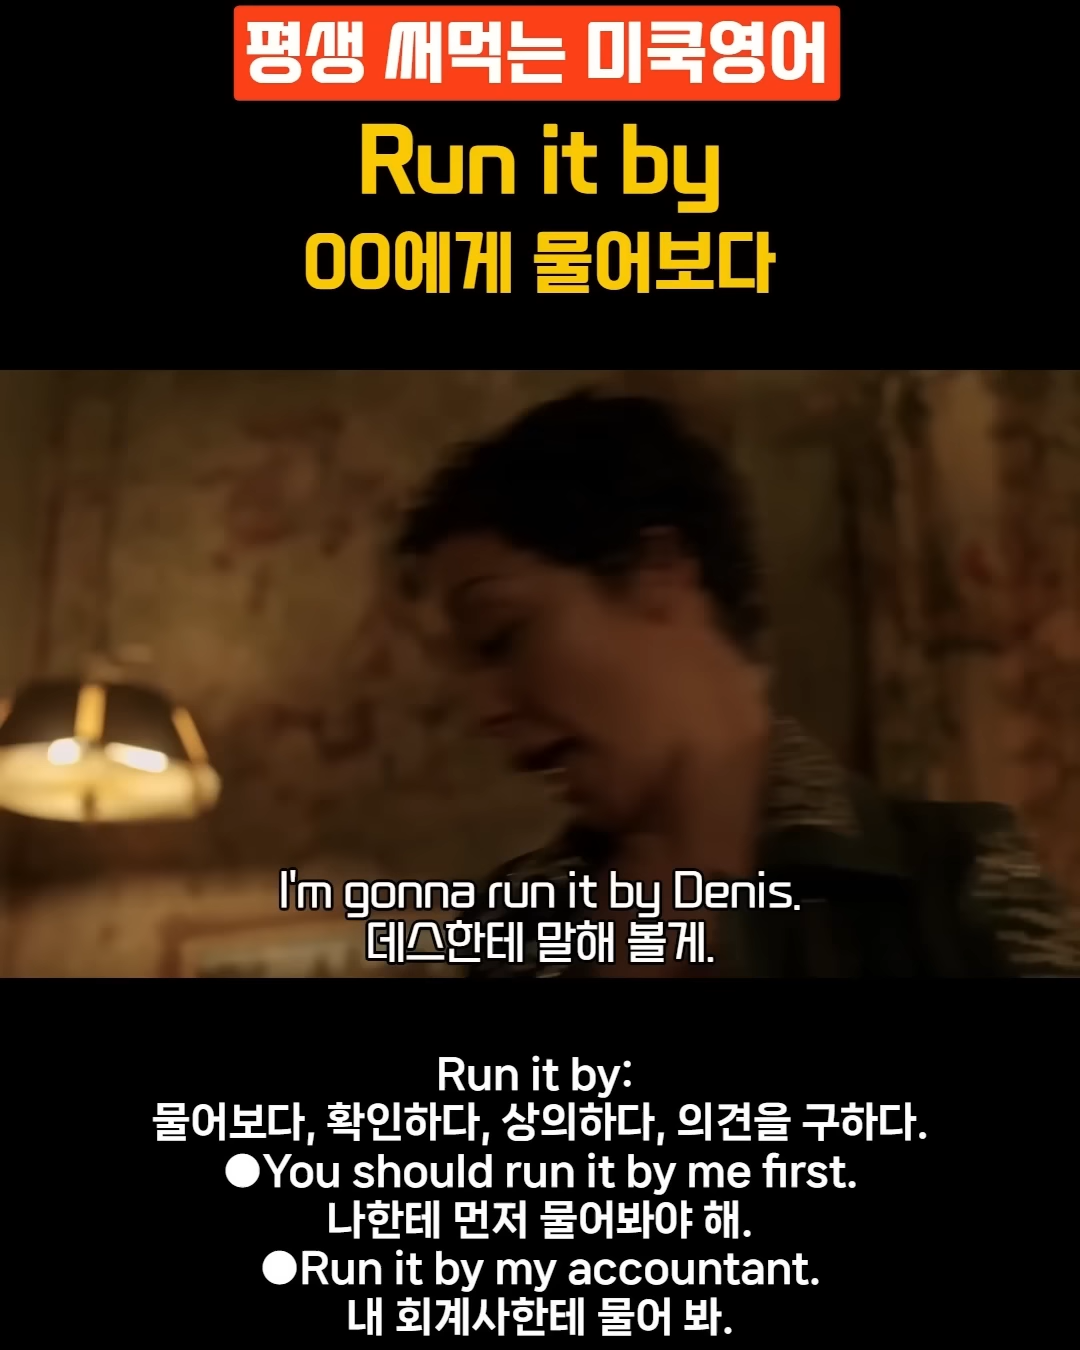 평생 써먹는 미쿡영어
Run it by
OO에게 물어보다
I'm gonna run it by Denis.
데스한테 말해 볼게.
Run it by:
물어보다, 확인하다, 상의하다, 의견을 구하다.
●You should run it by me first.
나한테 먼저 물어봐야 해.
●Run it by my accountant.
내 회계사한테 물어 봐.